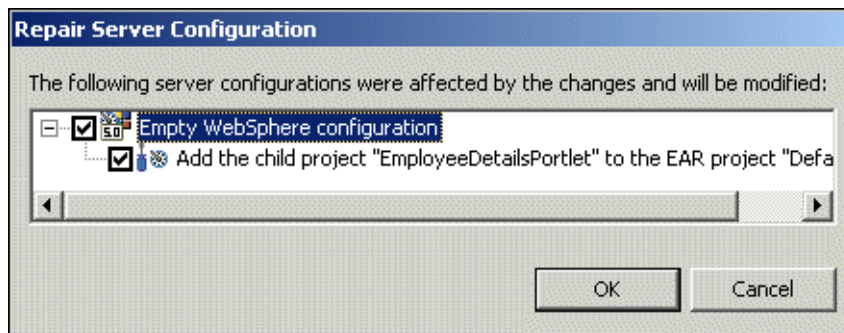 Repair Server Configuration
The following server configurations were affected by the changes and will be modified:
5.0 Empty WebSphere configuration
Add the child project "EmployeeDetailsPortlet" to the EAR project "Defa
OK Cancel